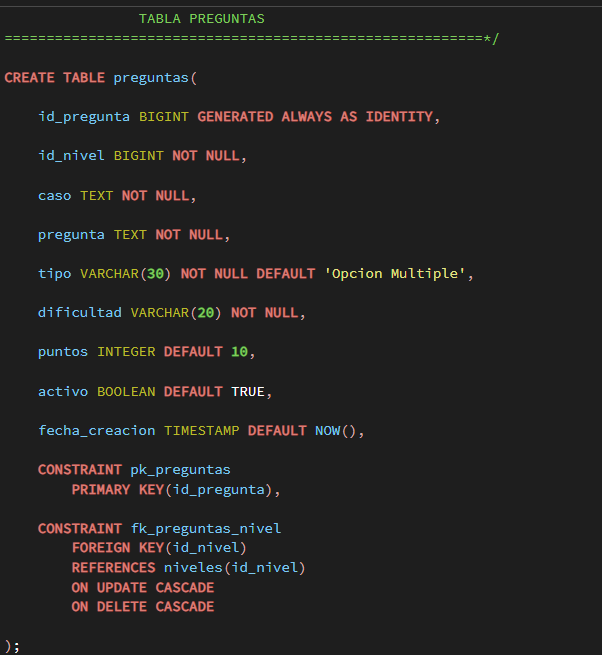 TABLA PREGUNTAS
=========================================================*/
CREATE TABLE preguntas(
id_pregunta BIGINT GENERATED ALWAYS AS IDENTITY,
id_nivel BIGINT NOT NULL,
caso TEXT NOT NULL,
pregunta TEXT NOT NULL,
tipo VARCHAR(30) NOT NULL DEFAULT 'Opcion Multiple',
dificultad VARCHAR(20) NOT NULL,
puntos INTEGER DEFAULT 10,
activo BOOLEAN DEFAULT TRUE,
fecha_creacion TIMESTAMP DEFAULT NOW(),
CONSTRAINT pk_preguntas
PRIMARY KEY(id_pregunta),
CONSTRAINT fk_preguntas_nivel
FOREIGN KEY(id_nivel)
REFERENCES niveles(id_nivel)
ON UPDATE CASCADE
ON DELETE CASCADE
);